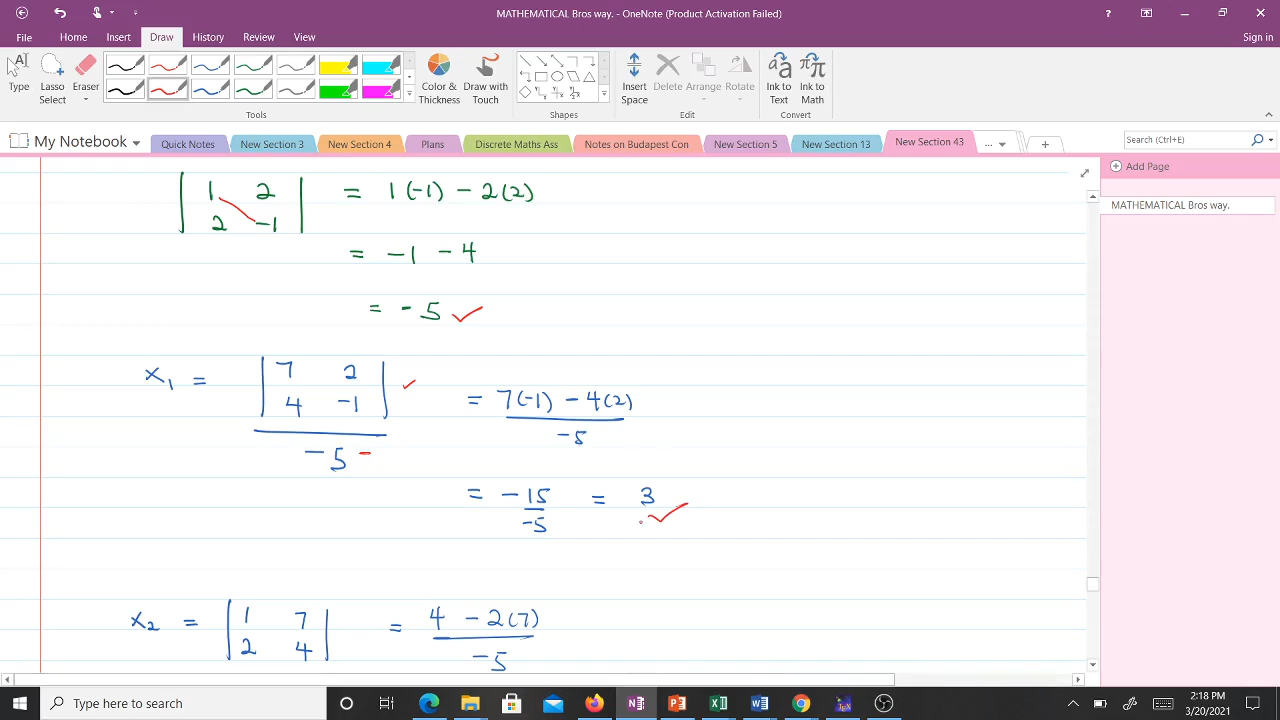 MATHEMATICAL Bros way. - OneNote (Product Activation Failed)
File Home Insert Draw History Review View Sign in
Type Lasso Select Eraser Color & Thickness Draw with Touch Insert Space Delete Arrange Rotate Ink to Text Ink to Math
Tools Shapes Edit Convert
My Notebook Quick Notes New Section 3 New Section 4 Plans Discrete Maths Ass Notes on Budapest Con New Section 5 New Section 13 New Section 43 ... Search (Ctrl+E)
Add Page
MATHEMATICAL Bros way.
| 1 2 | = 1(-1) - 2(2)
| 2 -1 |
= -1 - 4
= - 5 ✓
x₁ = | 7 2 | ✓
| 4 -1 | = 7(-1) - 4(2)
-5
- 5
= -15 = 3 ✓
-5
x₂ = | 1 7 | = 4 - 2(7)
| 2 4 | -5
Type here to search
2:18 PM
3/20/2021